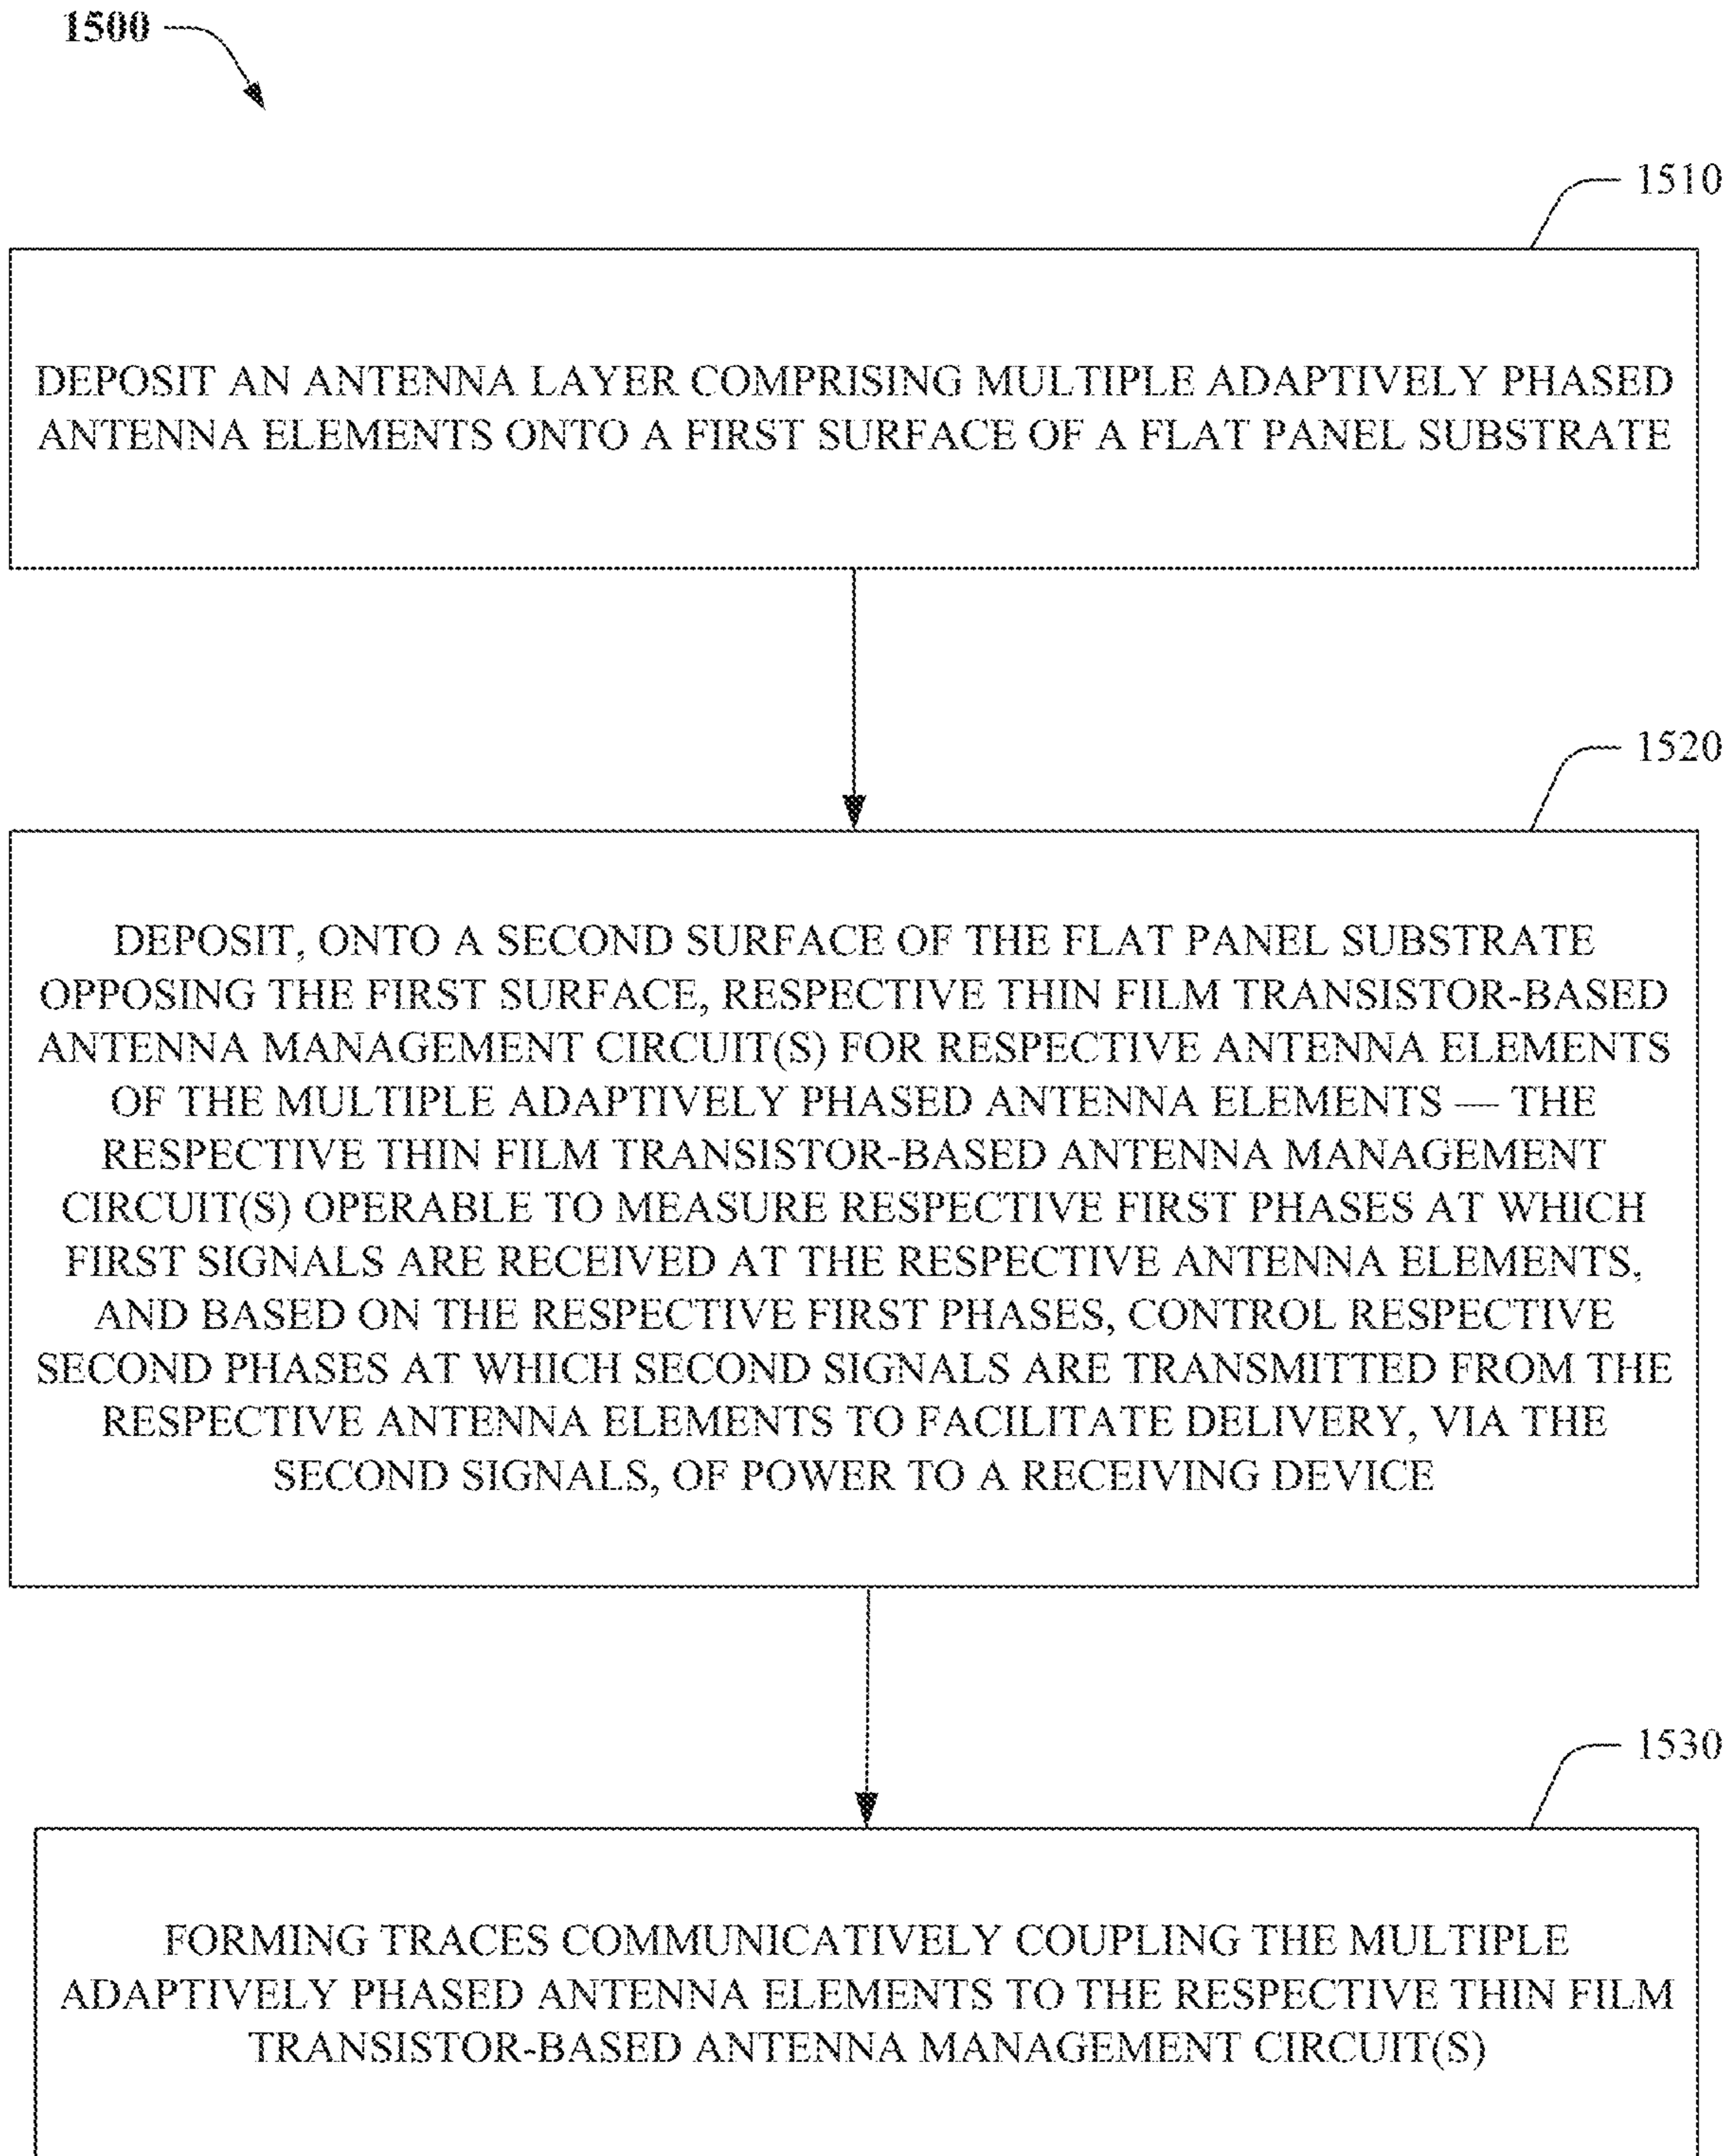 1500
1510
DEPOSIT AN ANTENNA LAYER COMPRISING MULTIPLE ADAPTIVELY PHASED
ANTENNA ELEMENTS ONTO A FIRST SURFACE OF A FLAT PANEL SUBSTRATE
1520
DEPOSIT, ONTO A SECOND SURFACE OF THE FLAT PANEL SUBSTRATE
OPPOSING THE FIRST SURFACE, RESPECTIVE THIN FILM TRANSISTOR-BASED
ANTENNA MANAGEMENT CIRCUIT(S) FOR RESPECTIVE ANTENNA ELEMENTS
OF THE MULTIPLE ADAPTIVELY PHASED ANTENNA ELEMENTS — THE
RESPECTIVE THIN FILM TRANSISTOR-BASED ANTENNA MANAGEMENT
CIRCUIT(S) OPERABLE TO MEASURE RESPECTIVE FIRST PHASES AT WHICH
FIRST SIGNALS ARE RECEIVED AT THE RESPECTIVE ANTENNA ELEMENTS,
AND BASED ON THE RESPECTIVE FIRST PHASES, CONTROL RESPECTIVE
SECOND PHASES AT WHICH SECOND SIGNALS ARE TRANSMITTED FROM THE
RESPECTIVE ANTENNA ELEMENTS TO FACILITATE DELIVERY, VIA THE
SECOND SIGNALS, OF POWER TO A RECEIVING DEVICE
1530
FORMING TRACES COMMUNICATIVELY COUPLING THE MULTIPLE
ADAPTIVELY PHASED ANTENNA ELEMENTS TO THE RESPECTIVE THIN FILM
TRANSISTOR-BASED ANTENNA MANAGEMENT CIRCUIT(S)